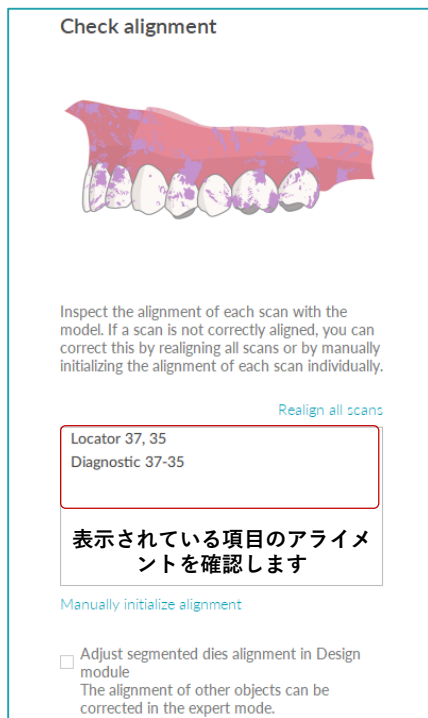 Check alignment
Inspect the alignment of each scan with the
model. If a scan is not correctly aligned, you can
correct this by realigning all scans or by manually
initializing the alignment of each scan individually.
Realign all scans
Locator 37, 35
Diagnostic 37-35
表示されている項目のアライメ
ントを確認します
Manually initialize alignment
Adjust segmented dies alignment in Design
module
The alignment of other objects can be
corrected in the expert mode.